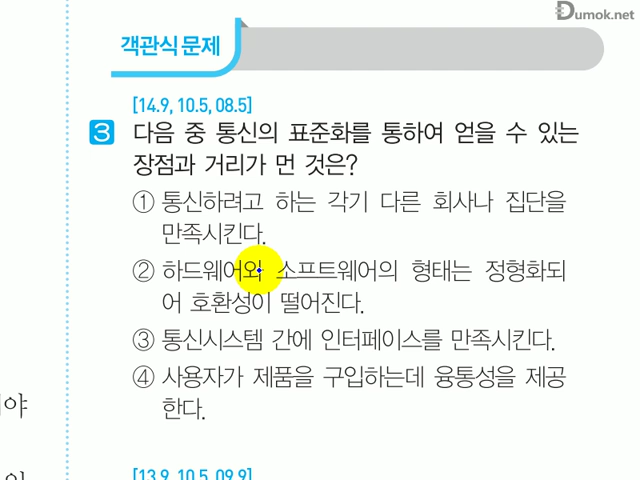 Dumok.net
객관식 문제
[14.9, 10.5, 08.5]
3 다음 중 통신의 표준화를 통하여 얻을 수 있는
장점과 거리가 먼 것은?
① 통신하려고 하는 각기 다른 회사나 집단을
만족시킨다.
② 하드웨어와 소프트웨어의 형태는 정형화되
어 호환성이 떨어진다.
③ 통신시스템 간에 인터페이스를 만족시킨다.
④ 사용자가 제품을 구입하는데 융통성을 제공
야
한다.
[13.9, 10.5, 09.9]